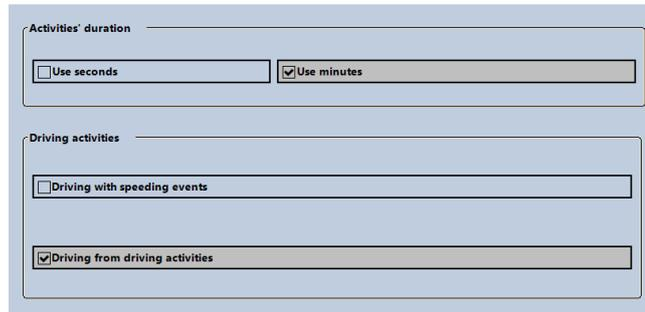 Activities' duration
Use seconds
Use minutes
Driving activities
Driving with speeding events
Driving from driving activities